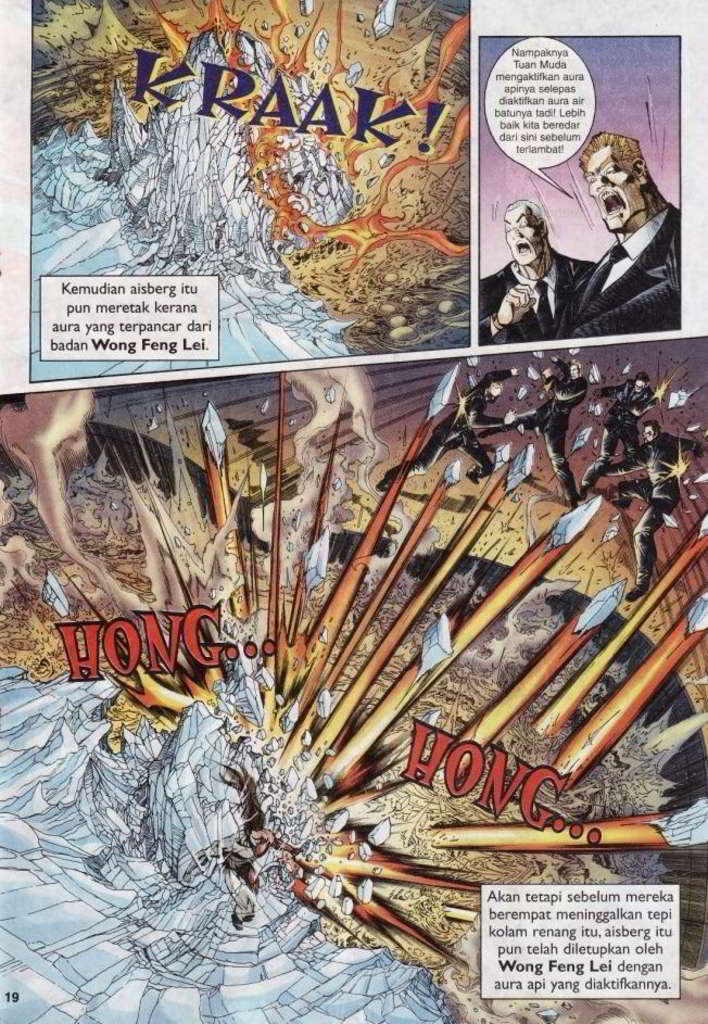 KRAAK!
Kemudian aisberg itu
pun meretak kerana
aura yang terpancar dari
badan Wong Feng Lei.
Nampaknya
Tuan Muda
mengaktifkan aura
apinya selepas
diaktifkan aura air
batunya tadi! Lebih
baik kita beredar
dari sini sebelum
terlambat!
HONG...
HONG...
Akan tetapi sebelum mereka
berempat meninggalkan tepi
kolam renang itu, aisberg itu
pun telah diletupkan oleh
Wong Feng Lei dengan
aura api yang diaktifkannya.
19